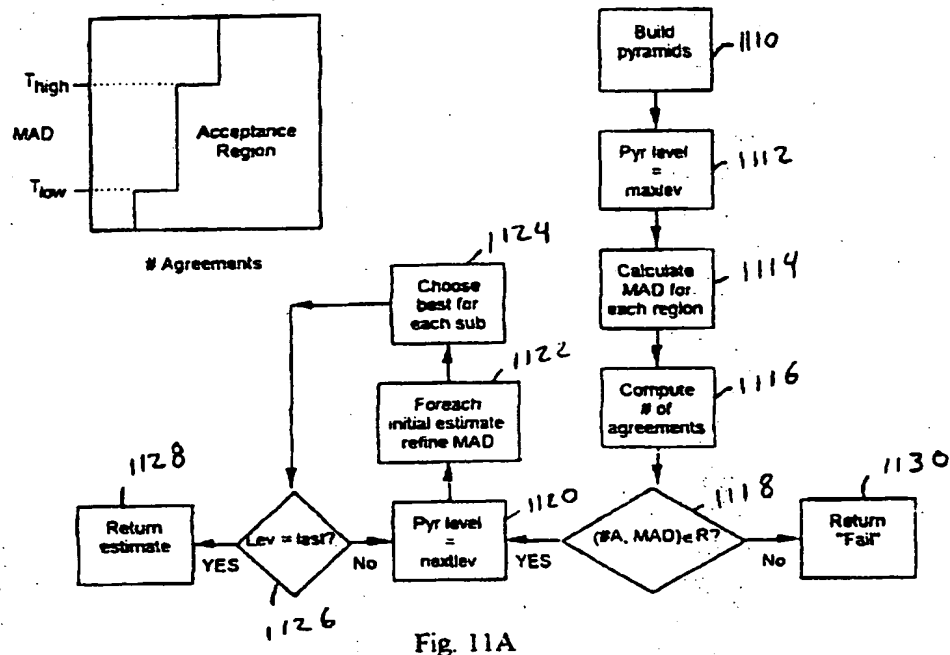 Thigh
MAD
Tlow
Acceptance
Region
# Agreements
Build
pyramids
1110
Pyr level
=
maxlev
1112
Calculate
MAD for
each region
1114
Compute
# of
agreements
1116
(#A, MAD)∈R?
1118
YES
No
Return
"Fail"
1130
Pyr level
=
nextlev
1120
Foreach
initial estimate
refine MAD
1122
Choose
best for
each sub
1124
Lev = last?
1126
YES
No
Return
estimate
1128
Fig. 11A